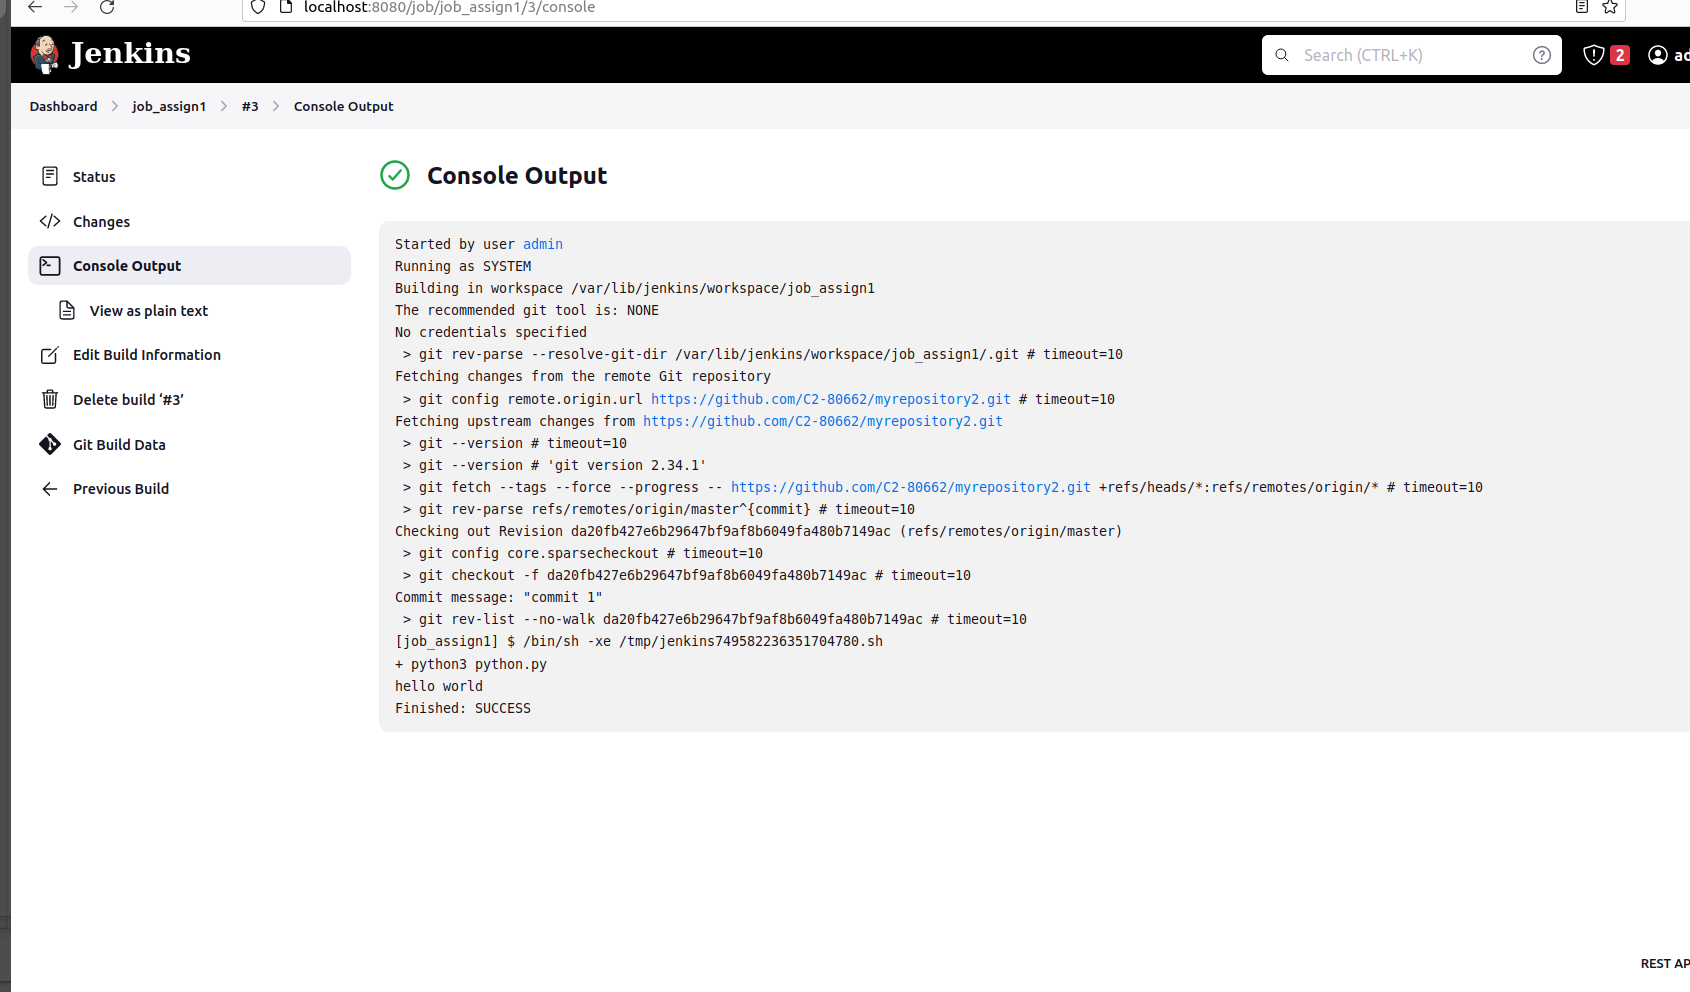 localhost:8080/job/job_assign1/3/console
Jenkins
Search (CTRL+K)
2
Dashboard > job_assign1 > #3 > Console Output
Status
Changes
Console Output
View as plain text
Edit Build Information
Delete build ‘#3’
Git Build Data
Previous Build
Console Output
Started by user admin
Running as SYSTEM
Building in workspace /var/lib/jenkins/workspace/job_assign1
The recommended git tool is: NONE
No credentials specified
 > git rev-parse --resolve-git-dir /var/lib/jenkins/workspace/job_assign1/.git # timeout=10
Fetching changes from the remote Git repository
 > git config remote.origin.url https://github.com/C2-80662/myrepository2.git # timeout=10
Fetching upstream changes from https://github.com/C2-80662/myrepository2.git
 > git --version # timeout=10
 > git --version # 'git version 2.34.1'
 > git fetch --tags --force --progress -- https://github.com/C2-80662/myrepository2.git +refs/heads/*:refs/remotes/origin/* # timeout=10
 > git rev-parse refs/remotes/origin/master^{commit} # timeout=10
Checking out Revision da20fb427e6b29647bf9af8b6049fa480b7149ac (refs/remotes/origin/master)
 > git config core.sparsecheckout # timeout=10
 > git checkout -f da20fb427e6b29647bf9af8b6049fa480b7149ac # timeout=10
Commit message: "commit 1"
 > git rev-list --no-walk da20fb427e6b29647bf9af8b6049fa480b7149ac # timeout=10
[job_assign1] $ /bin/sh -xe /tmp/jenkins749582236351704780.sh
+ python3 python.py
hello world
Finished: SUCCESS
REST AP